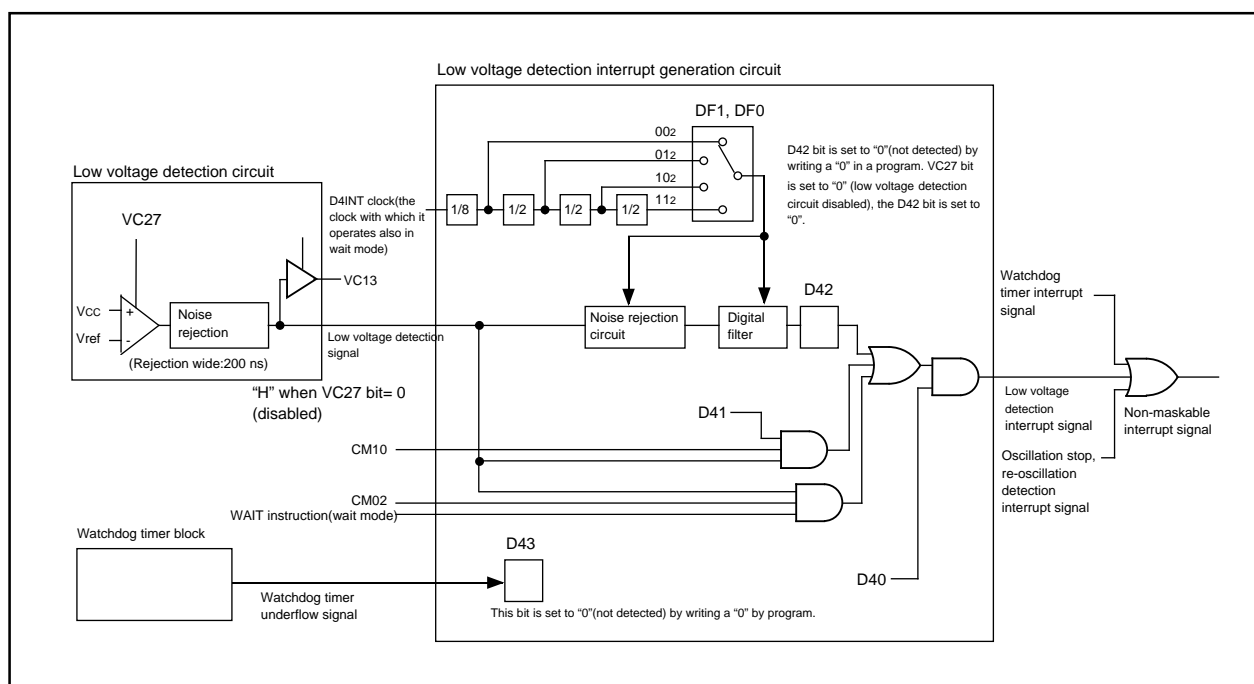 Low voltage detection interrupt generation circuit
DF1, DF0
002
012
102
112
D42 bit is set to “0”(not detected) by
writing a “0” in a program. VC27 bit
is set to “0” (low voltage detection
circuit disabled), the D42 bit is set to
“0”.
Low voltage detection circuit
VC27
D4INT clock(the
clock with which it
operates also in
wait mode)
1/8
1/2
1/2
1/2
VC13
VCC
+
Vref
-
Noise
rejection
(Rejection wide:200 ns)
Low voltage detection
signal
“H” when VC27 bit= 0
(disabled)
Noise rejection
circuit
Digital
filter
D42
Watchdog
timer interrupt
signal
Low voltage
detection
interrupt signal
Non-maskable
interrupt signal
Oscillation stop,
re-oscillation
detection
interrupt signal
D41
CM10
CM02
WAIT instruction(wait mode)
D40
Watchdog timer block
Watchdog timer
underflow signal
D43
This bit is set to “0”(not detected) by writing a “0” by program.